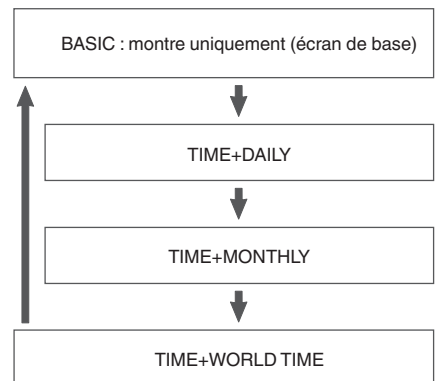 BASIC : montre uniquement (écran de base)
TIME+DAILY
TIME+MONTHLY
TIME+WORLD TIME